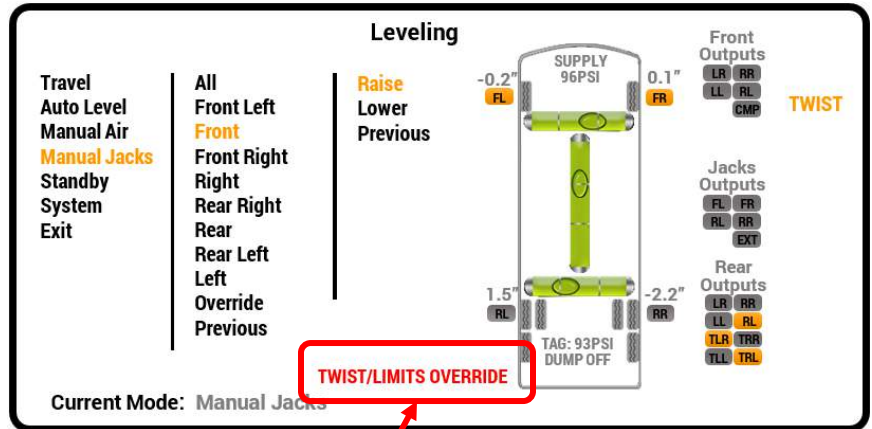 Leveling
Travel
Auto Level
Manual Air
Manual Jacks
Standby
System
Exit
All
Front Left
Front
Front Right
Right
Rear Right
Rear
Rear Left
Left
Override
Previous
Raise
Lower
Previous
SUPPLY
96PSI
-0.2"
FL
0.1"
FR
1.5"
RL
-2.2"
RR
TAG: 93PSI
DUMP OFF
Front
Outputs
LR RR
LL RL
CMP
TWIST
Jacks
Outputs
FL FR
RL RR
EXT
Rear
Outputs
LR RR
LL RL
TLR TRR
TLL TRL
TWIST/LIMITS OVERRIDE
Current Mode: Manual Jacks